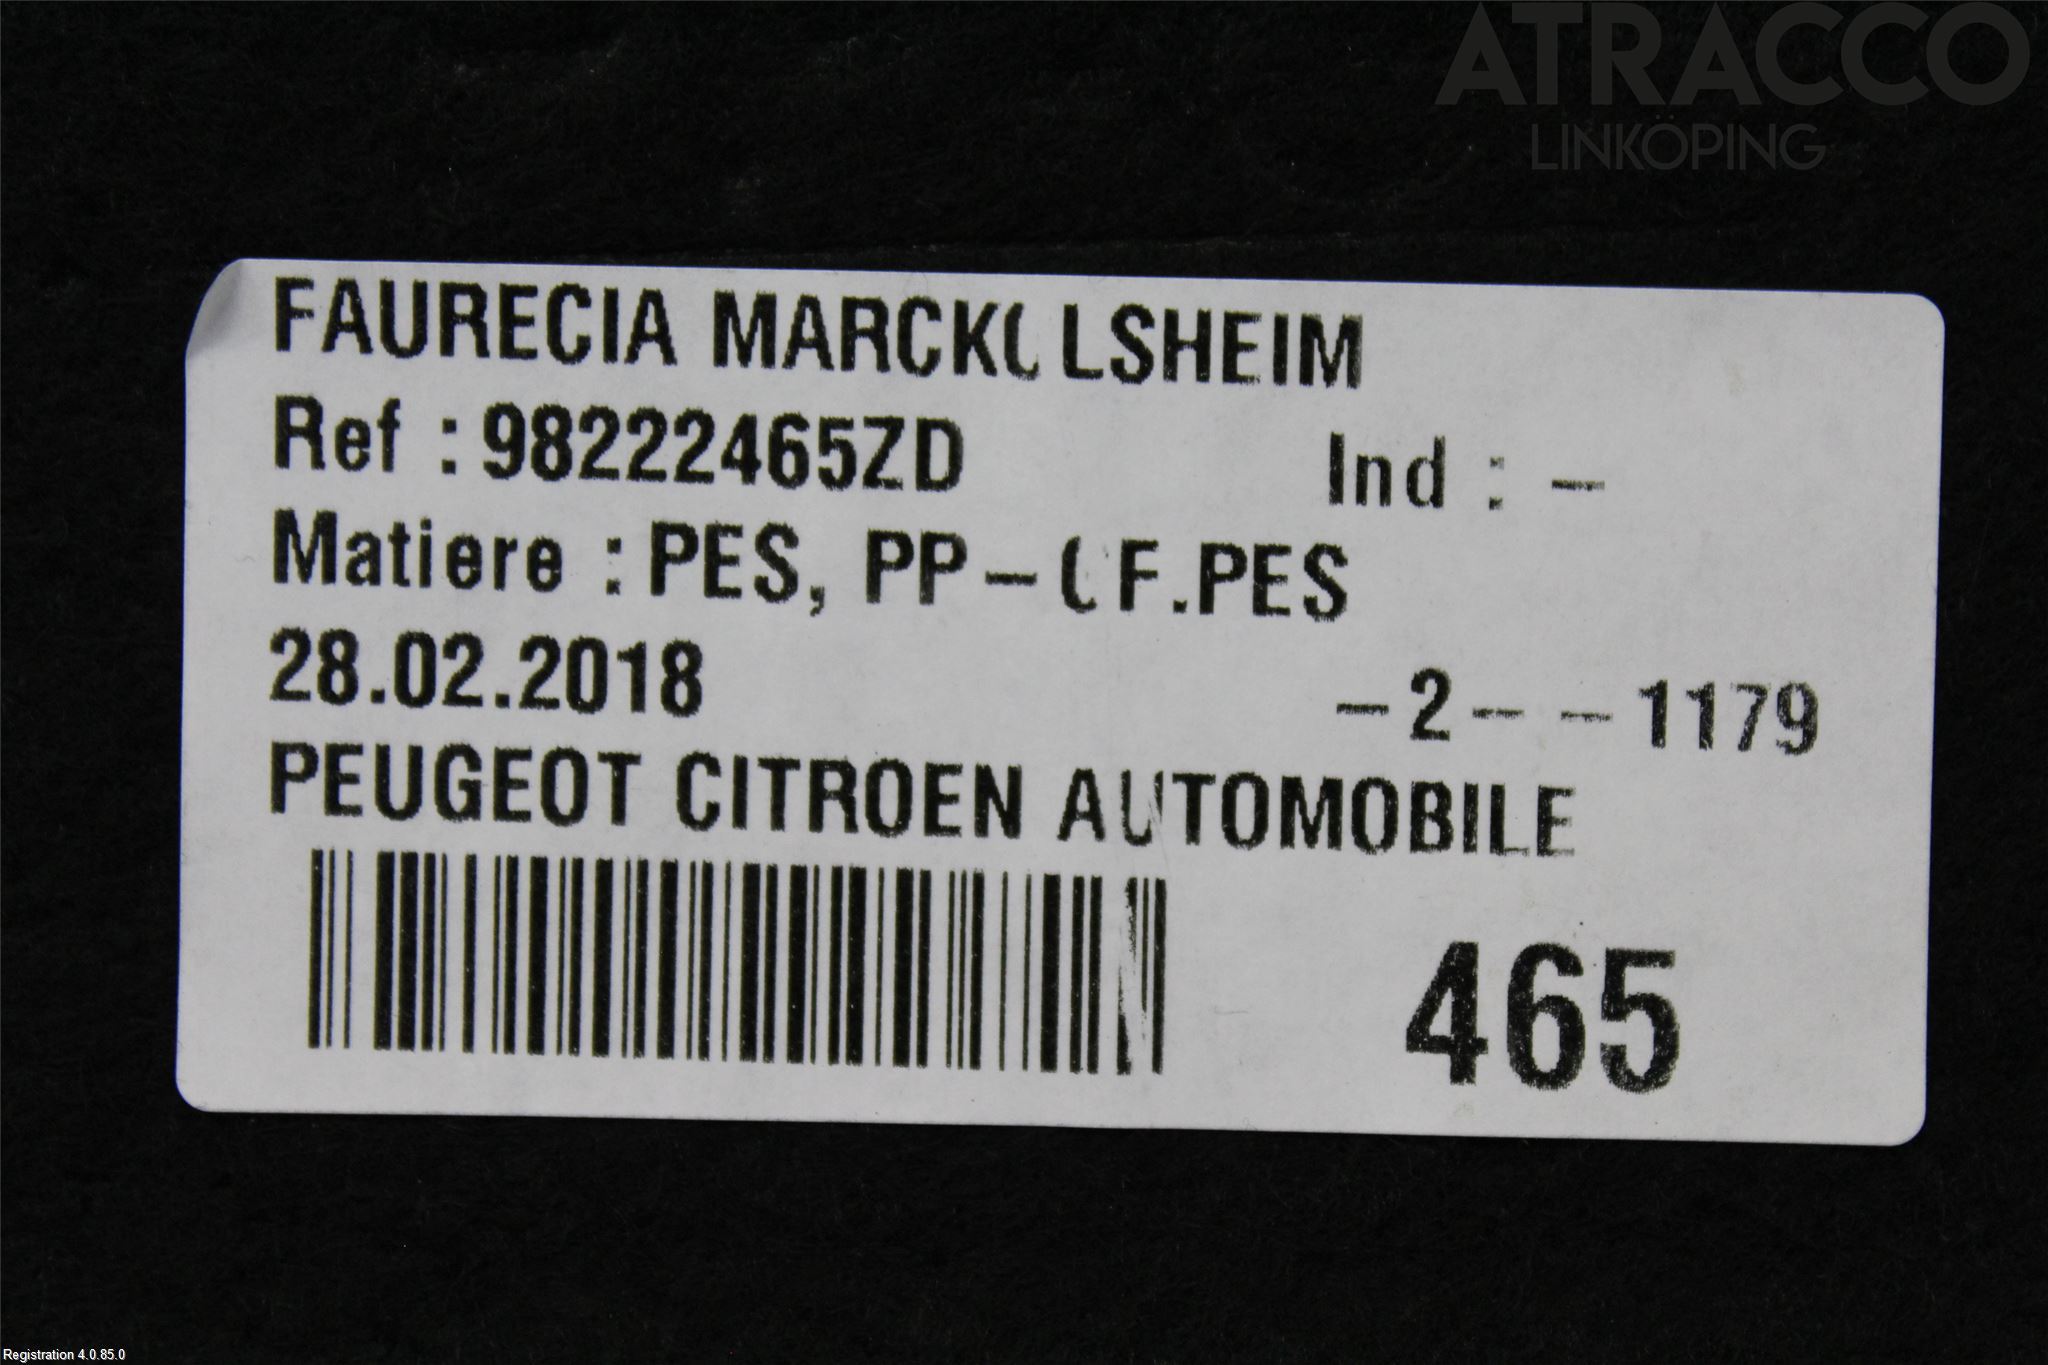 ATRACCO
LINKÖPING
FAURECIA MARCKOLSHEIM
Ref : 98222465ZD Ind : -
Matiere : PES, PP-GF.PES
28.02.2018 -2- -1179
PEUGEOT CITROEN AUTOMOBILE
465
Registration 4.0.85.0